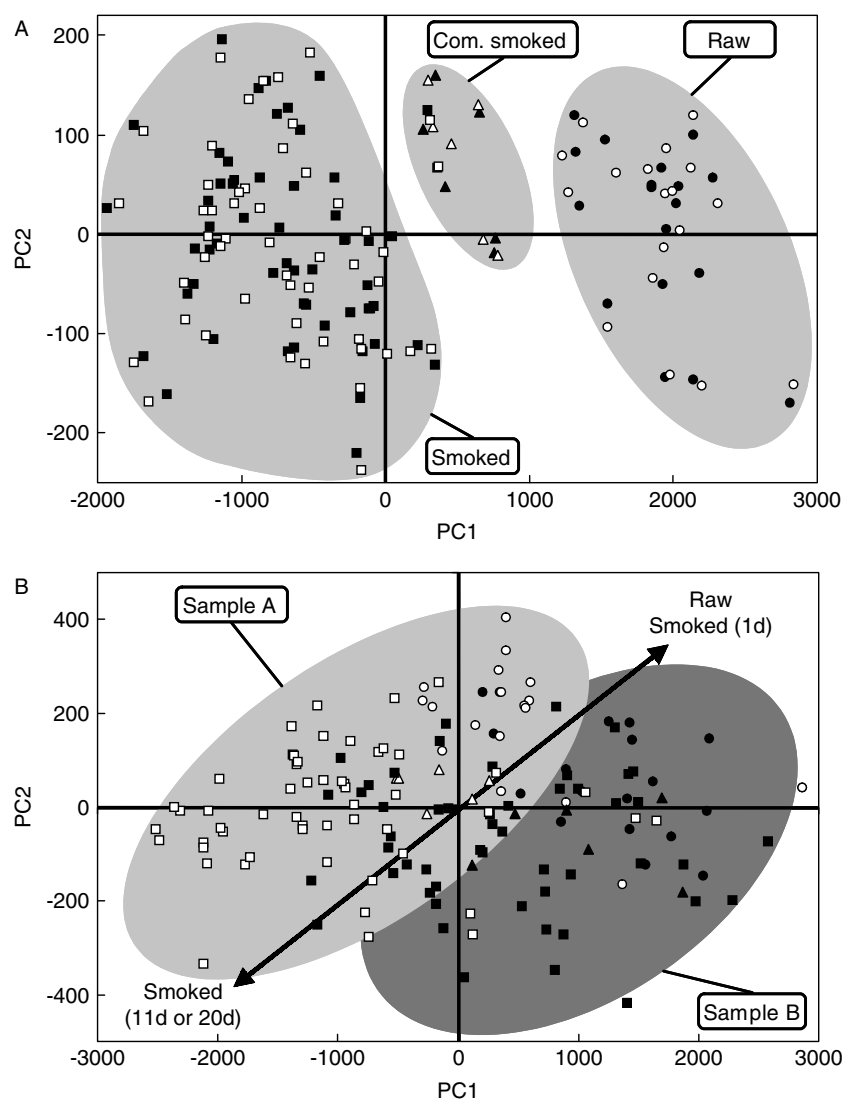 A
Com. smoked
Raw
Smoked
200
100
0
-100
-200
PC2
-2000
-1000
0
1000
2000
3000
PC1
B
Sample A
Raw
Smoked (1d)
Smoked
(11d or 20d)
Sample B
400
200
0
-200
-400
PC2
-3000
-2000
-1000
0
1000
2000
3000
PC1